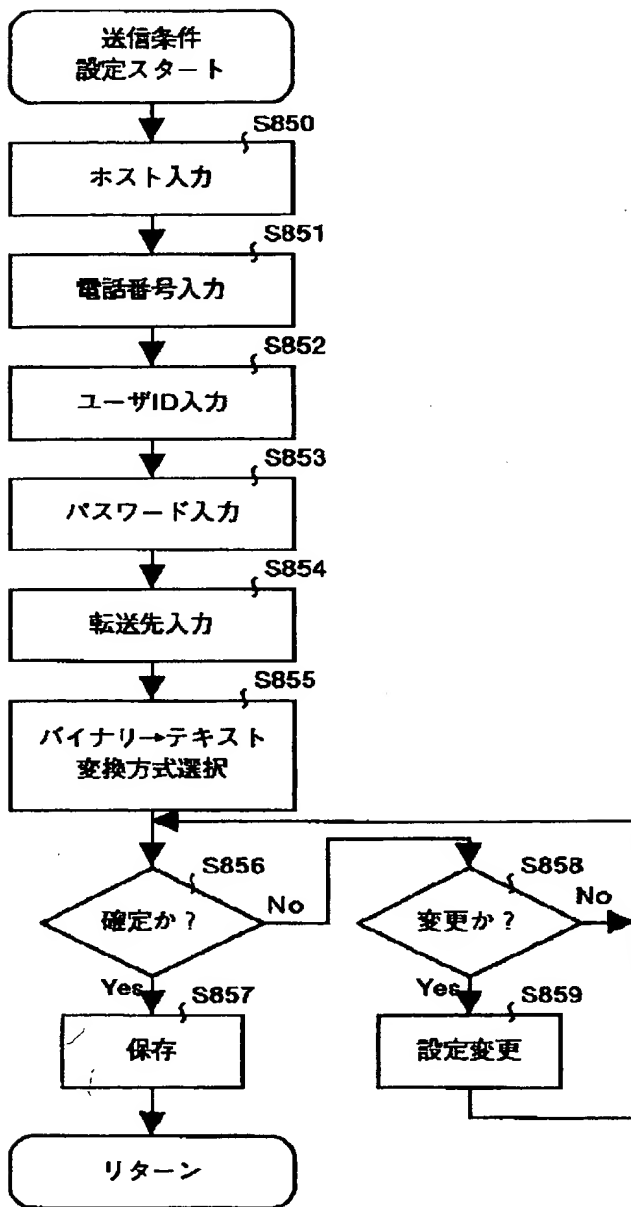 送信条件
設定スタート
S850
ホスト入力
S851
電話番号入力
S852
ユーザID入力
S853
パスワード入力
S854
転送先入力
S855
バイナリ→テキスト
変換方式選択
S856
確定か？
No
S858
変更か？
No
Yes
S857
保存
Yes
S859
設定変更
リターン